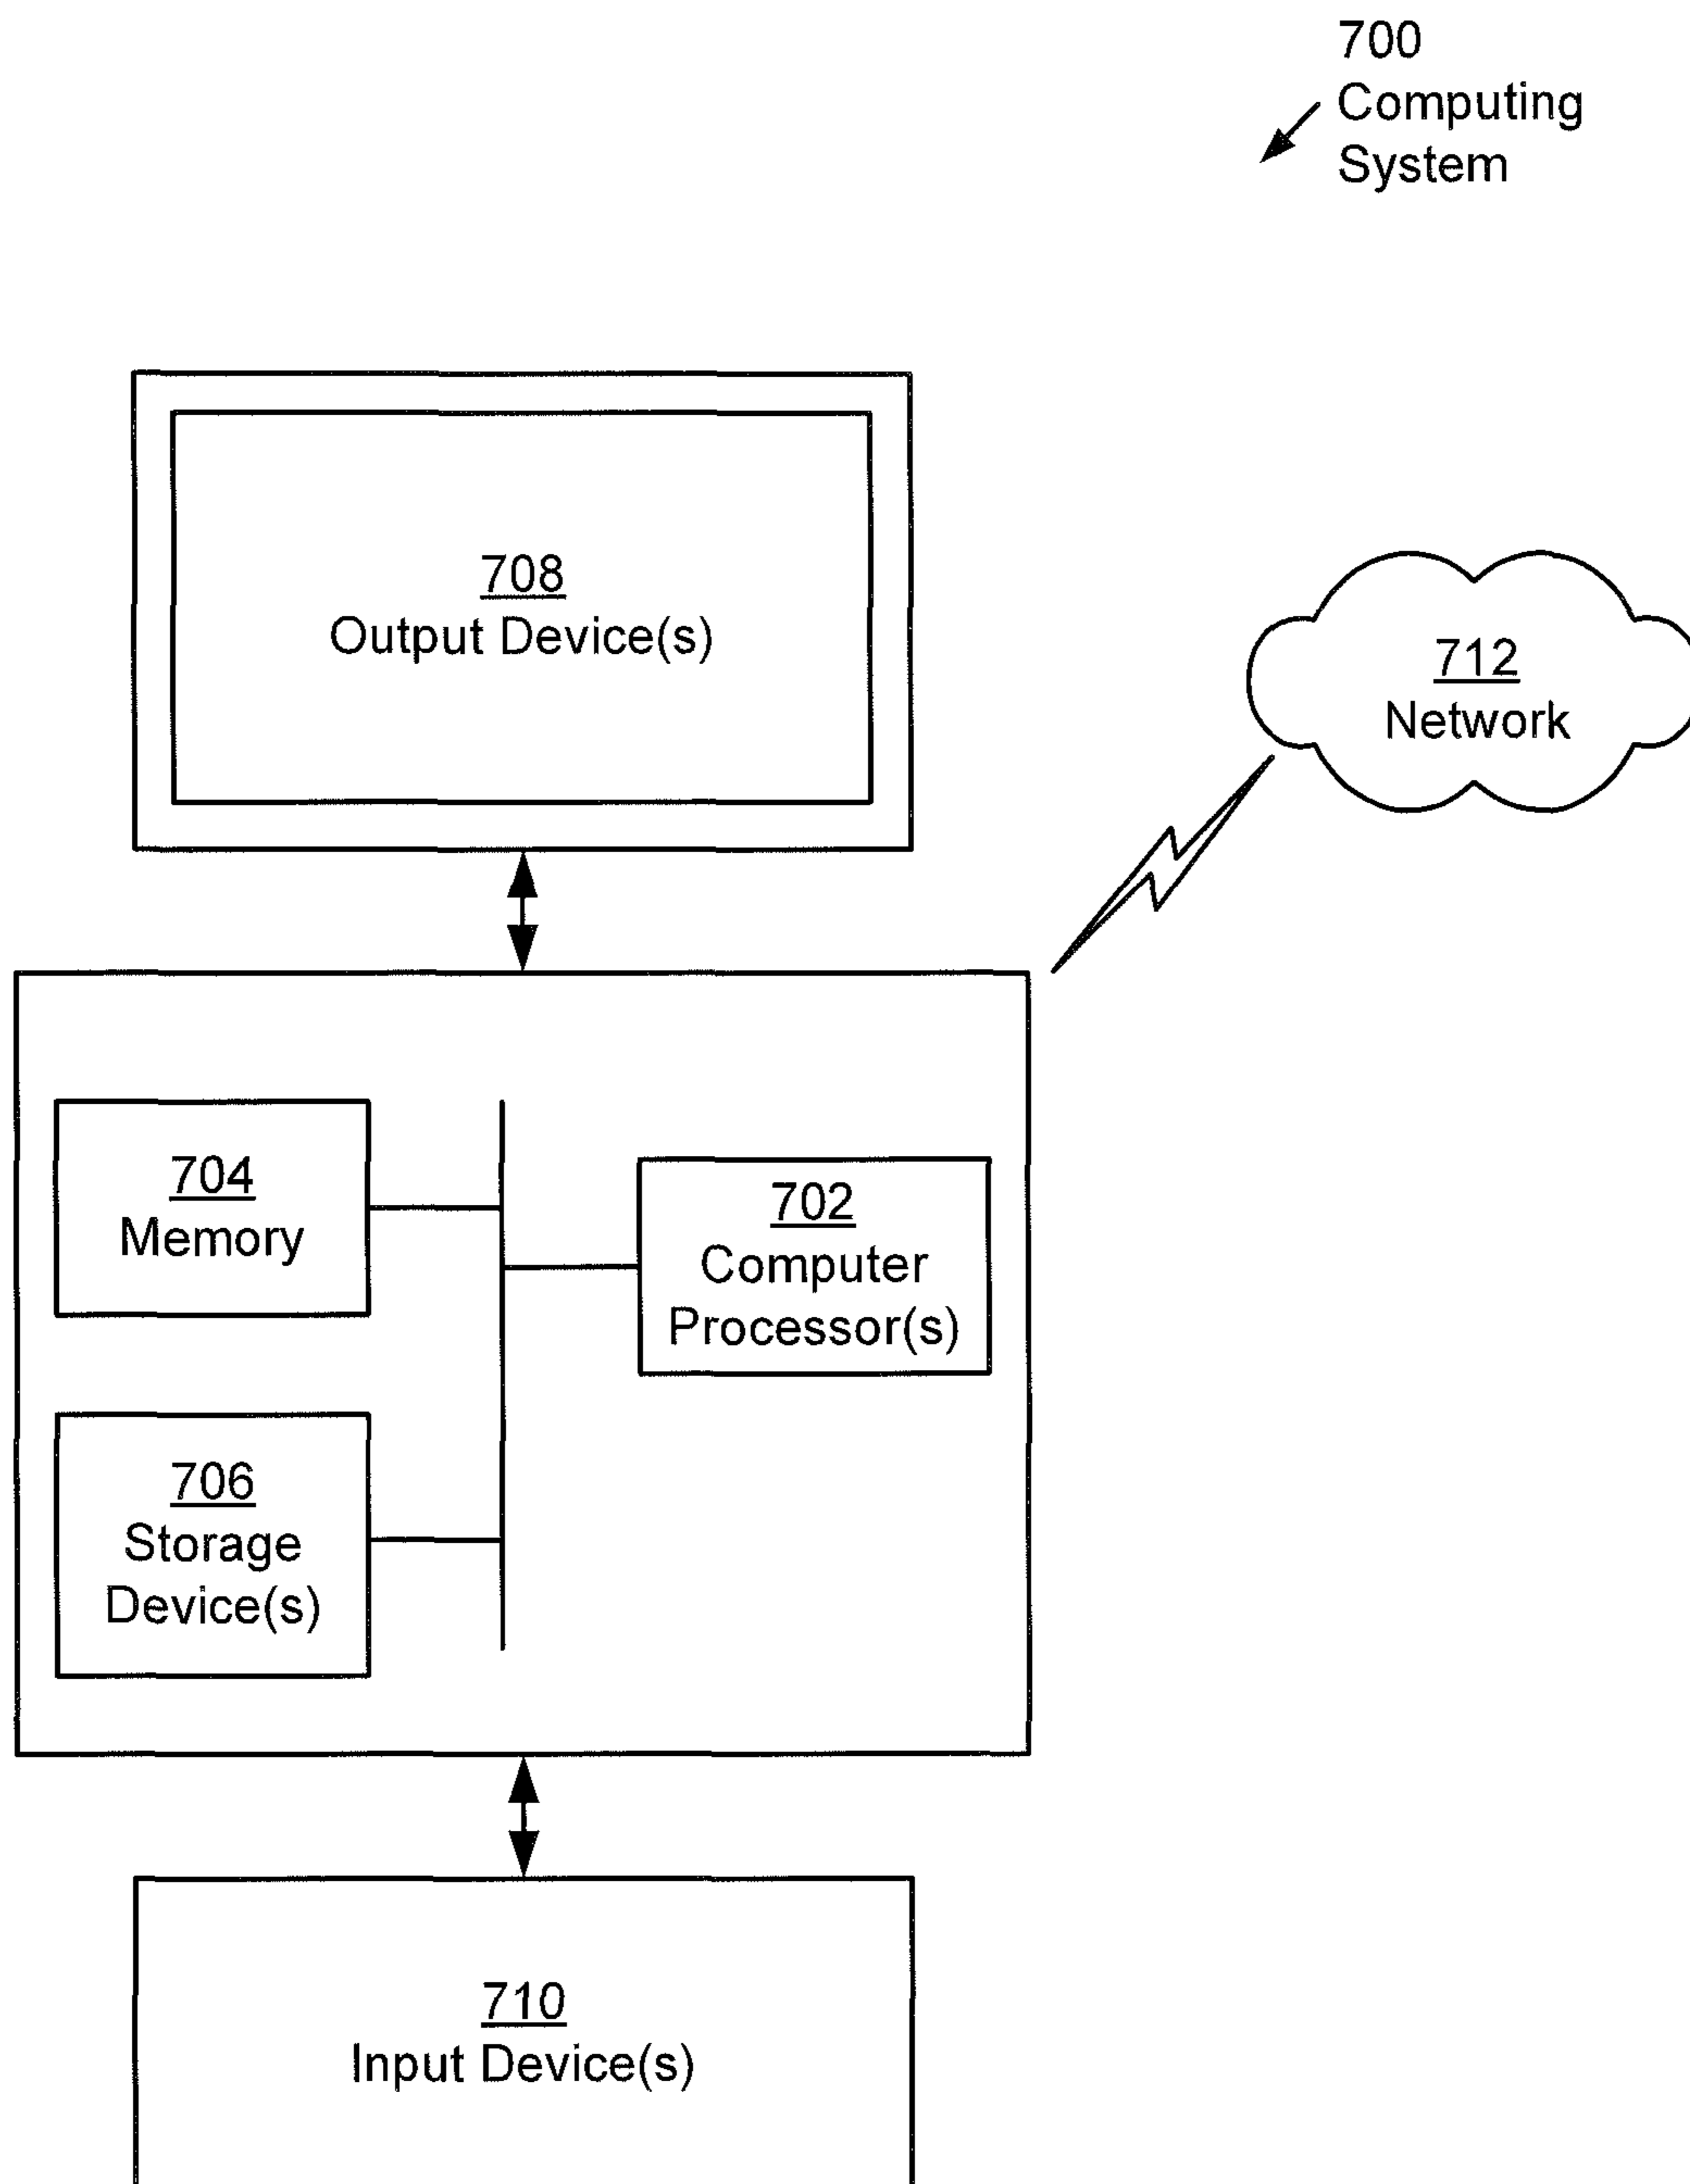 700
Computing
System
708
Output Device(s)
712
Network
704
Memory
702
Computer
Processor(s)
706
Storage
Device(s)
710
Input Device(s)